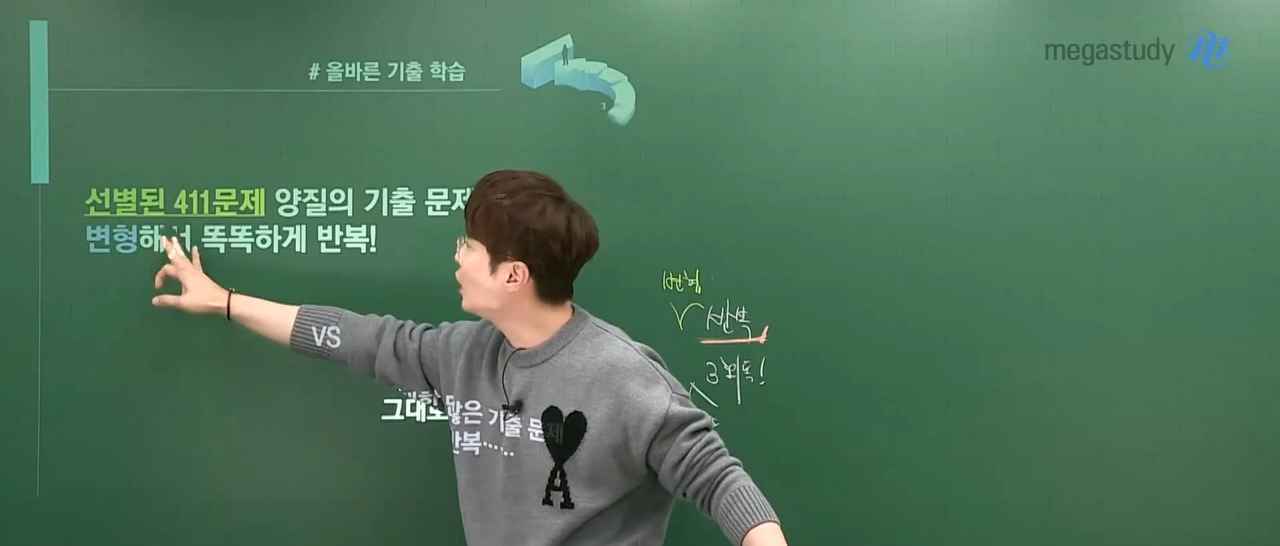 megastudy
# 올바른 기출 학습
선별된 411문제 양질의 기출 문제
변형해서 똑똑하게 반복!
VS
그대로 많은 기출 문제
반복……
변형
반복
3회독!